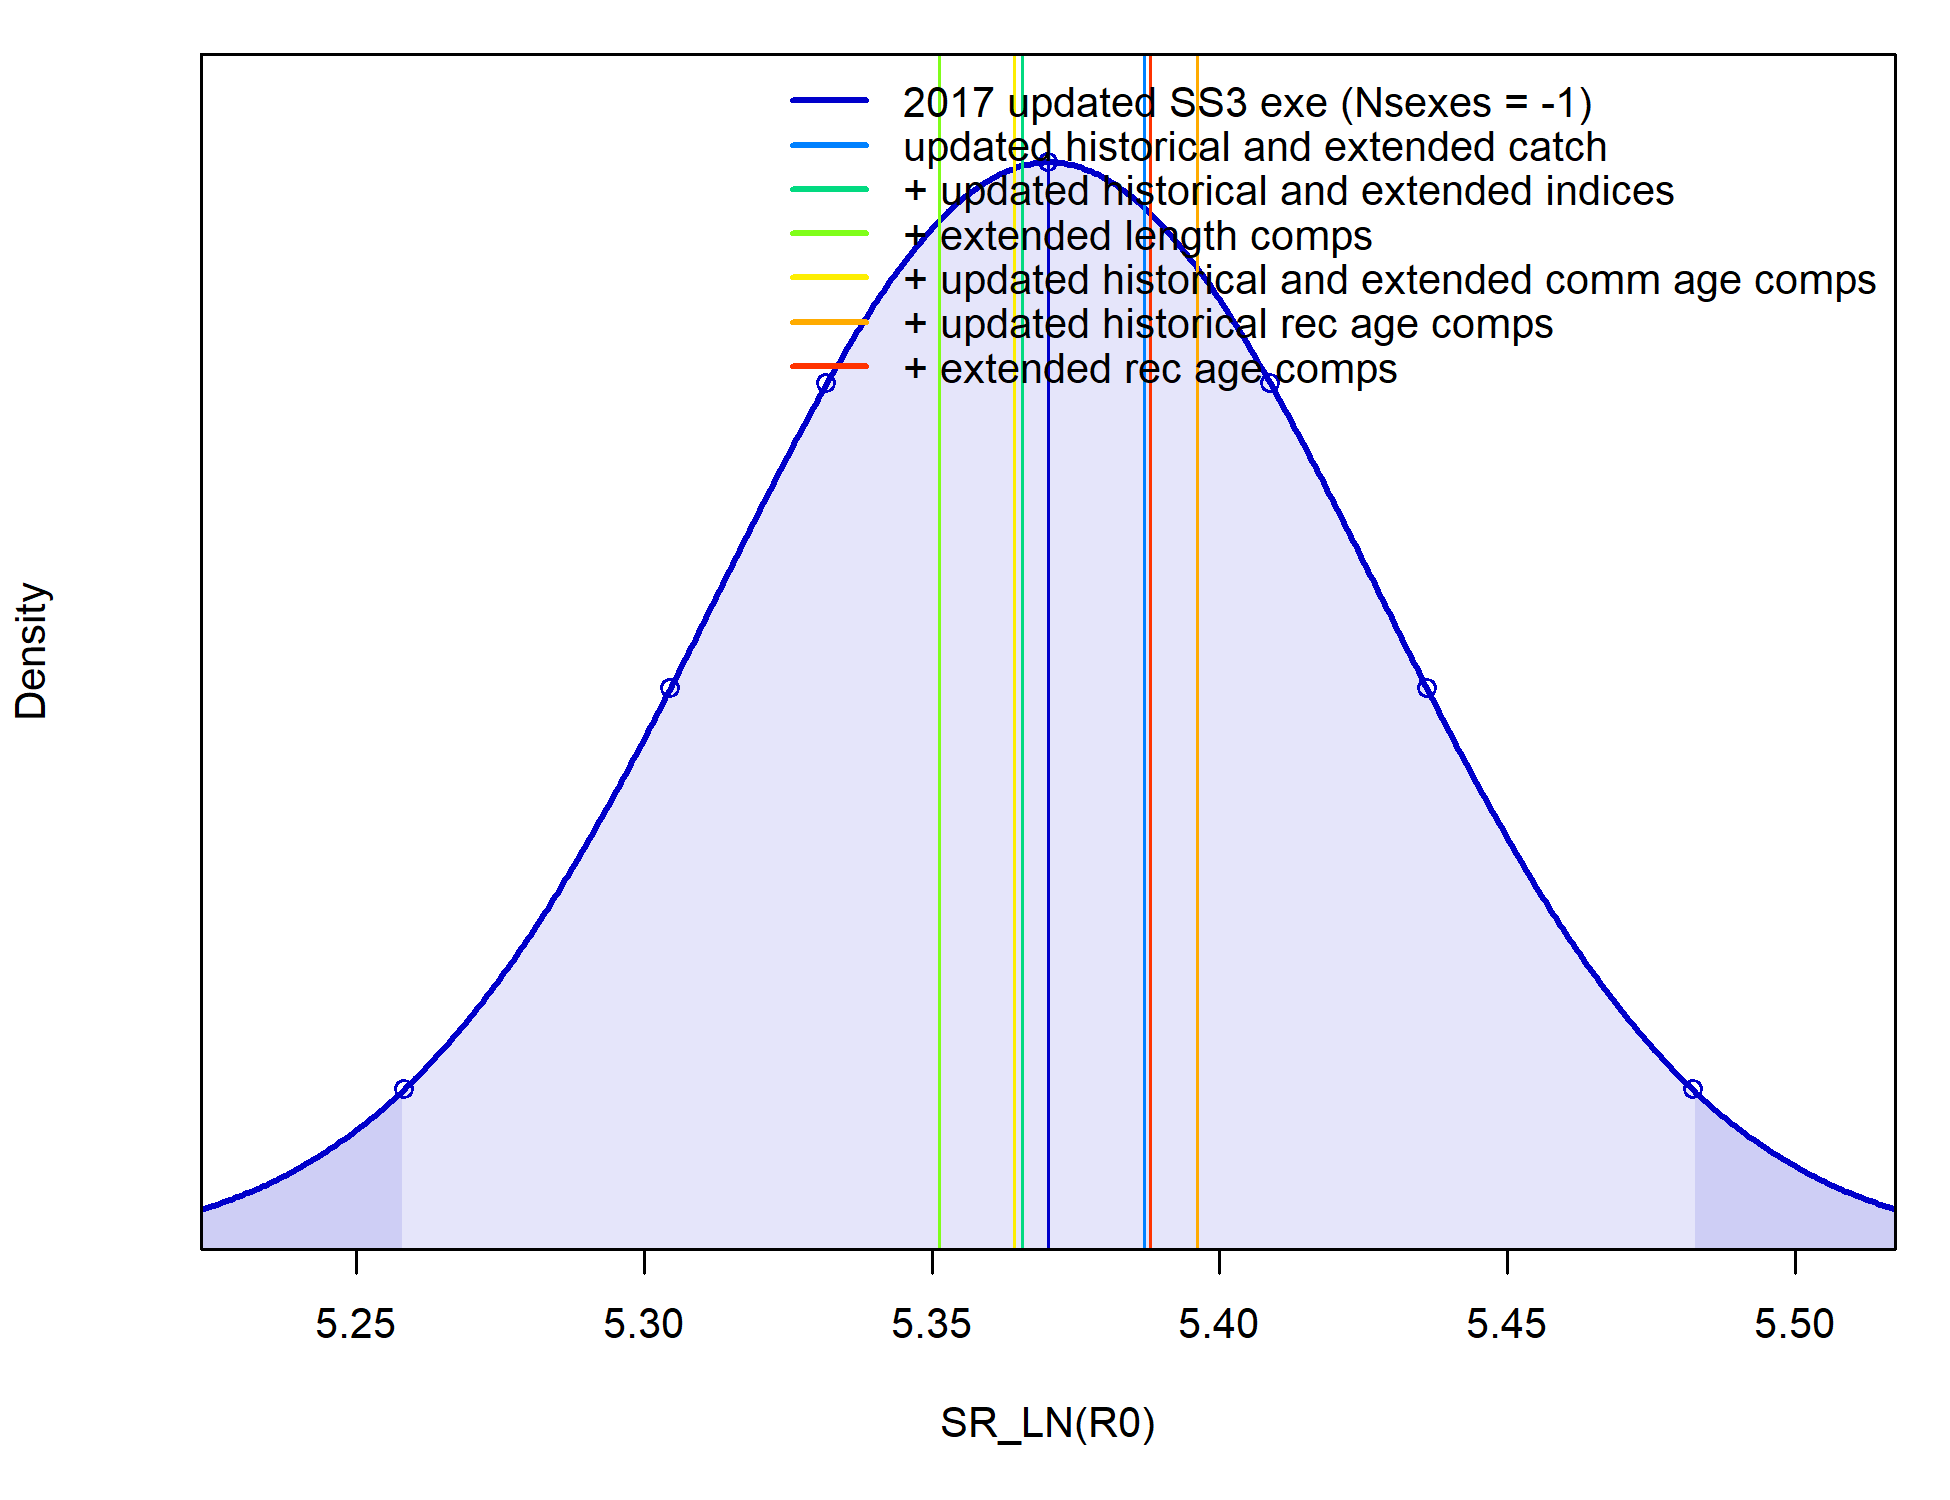 2017 updated SS3 exe (Nsexes = -1)
updated historical and extended catch
+ updated historical and extended indices
+ extended length comps
+ updated historical and extended comm age comps
+ updated historical rec age comps
+ extended rec age comps
Density
5.25 5.30 5.35 5.40 5.45 5.50
SR_LN(R0)